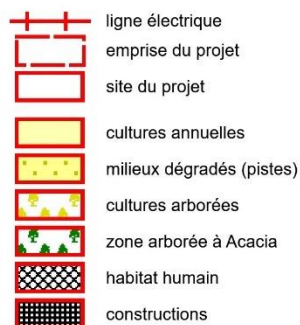 ligne électrique
emprise du projet
site du projet
cultures annuelles
milieux dégradés (pistes)
cultures arborées
zone arborée à Acacia
habitat humain
constructions